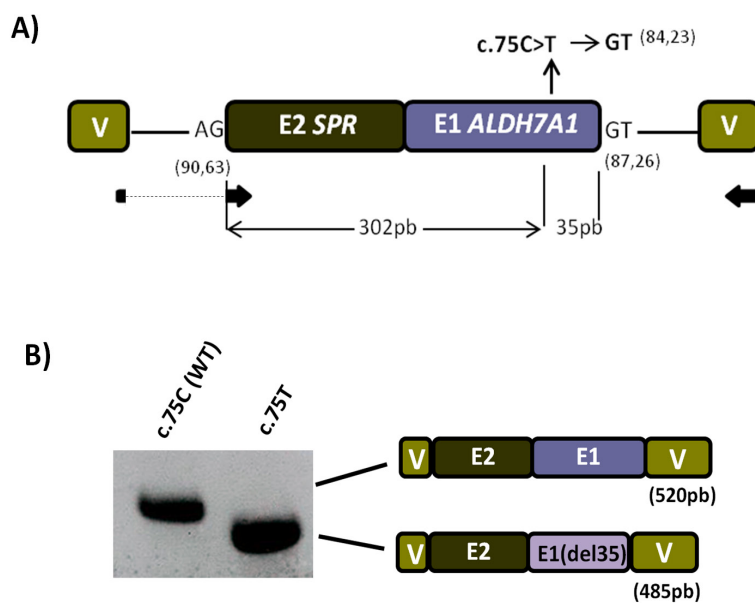 A)
c.75C>T → GT (84,23)
V AG E2 SPR E1 ALDH7A1 GT V
(90,63) (87,26)
302pb 35pb
B)
c.75C (WT) c.75T
V E2 E1 V
(520pb)
V E2 E1(del35) V
(485pb)